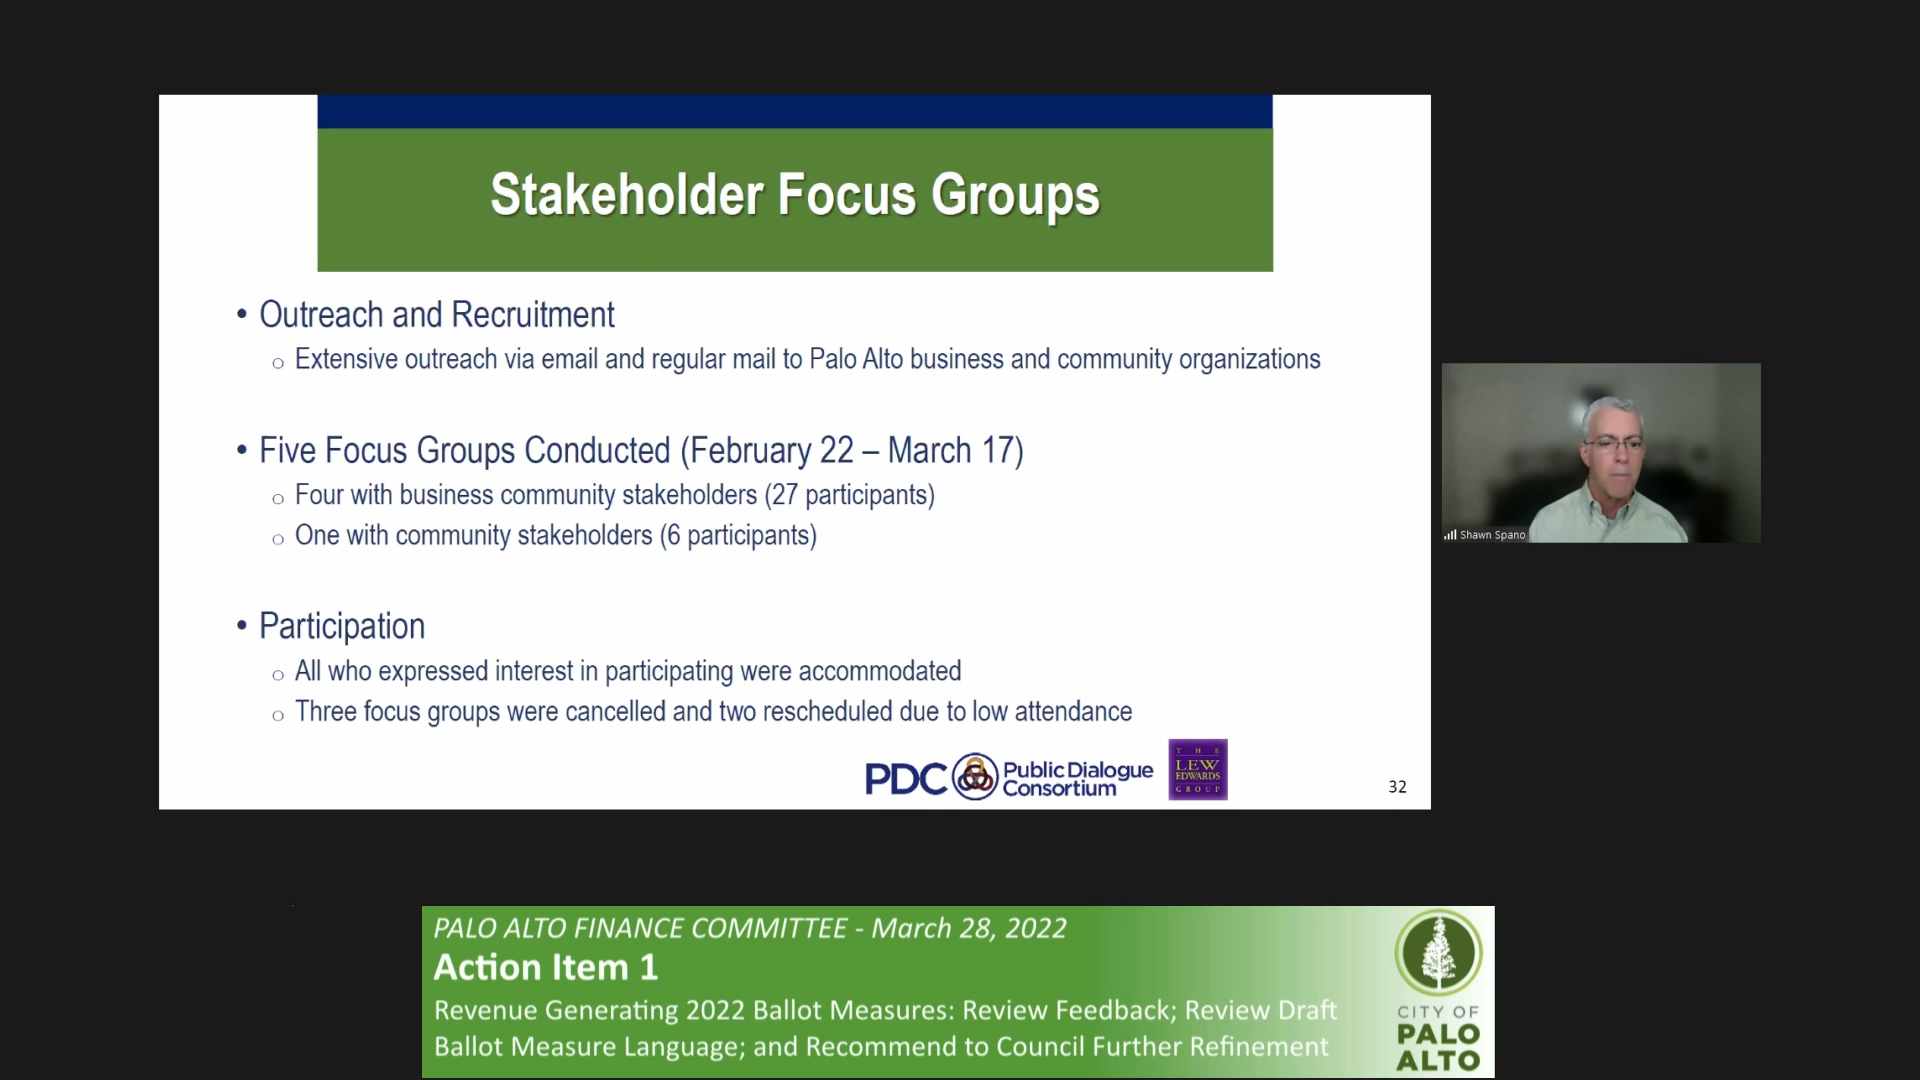 Stakeholder Focus Groups
• Outreach and Recruitment
o Extensive outreach via email and regular mail to Palo Alto business and community organizations
• Five Focus Groups Conducted (February 22 – March 17)
o Four with business community stakeholders (27 participants)
o One with community stakeholders (6 participants)
• Participation
o All who expressed interest in participating were accommodated
o Three focus groups were cancelled and two rescheduled due to low attendance
PDC Public Dialogue
Consortium
THE
LEW
EDWARDS
GROUP
32
Shawn Spano
PALO ALTO FINANCE COMMITTEE - March 28, 2022
Action Item 1
Revenue Generating 2022 Ballot Measures: Review Feedback; Review Draft
Ballot Measure Language; and Recommend to Council Further Refinement
CITY OF
PALO
ALTO